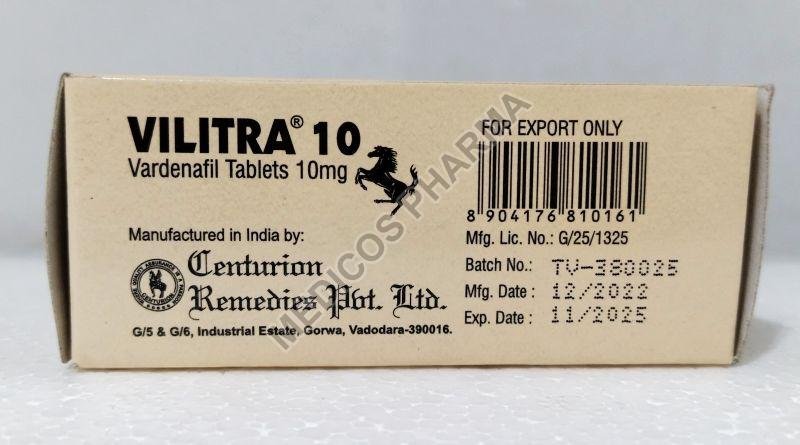 VILITRA® 10
Vardenafil Tablets 10mg
Manufactured in India by:
Centurion
Remedies Pvt. Ltd.
G/5 & G/6, Industrial Estate, Gorwa, Vadodara-390016.
CENTURION
FOR EXPORT ONLY
8 904176 810161
Mfg. Lic. No.: G/25/1325
Batch No.: TV-380025
Mfg. Date : 12/2022
Exp. Date : 11/2025
MEDICOS PHARMA